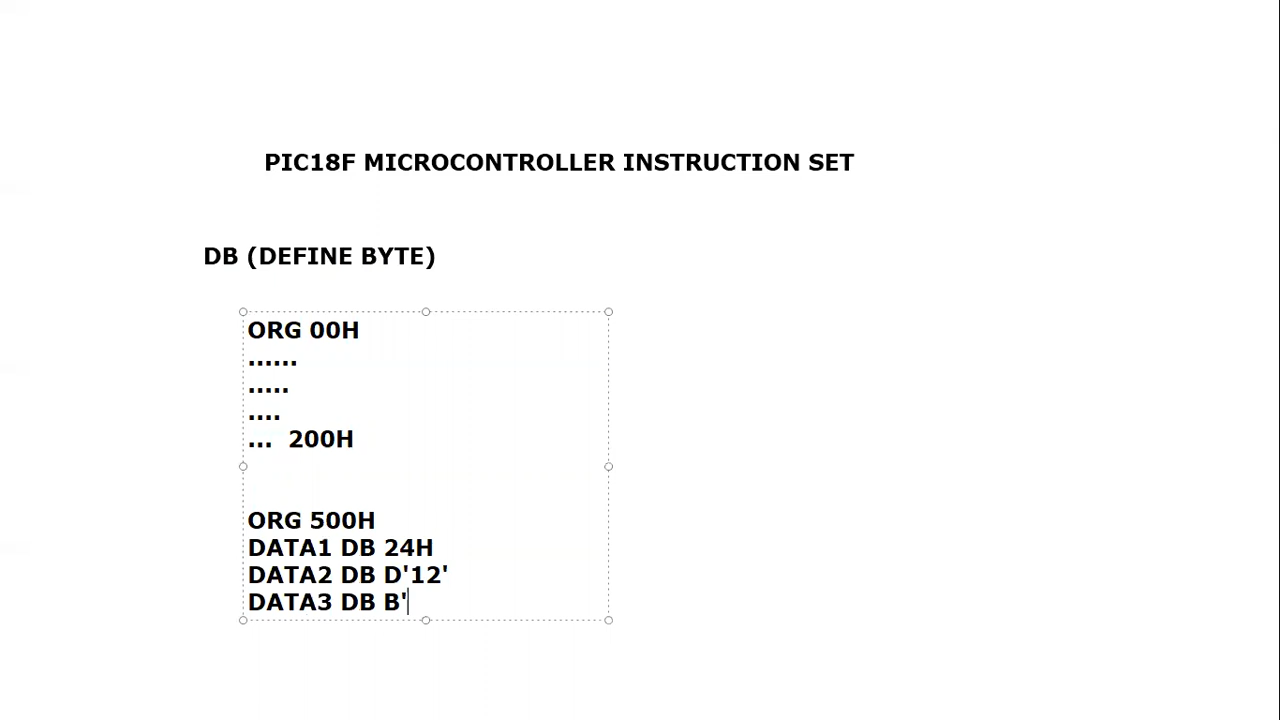 PIC18F MICROCONTROLLER INSTRUCTION SET
DB (DEFINE BYTE)
ORG 00H
......
.....
....
...  200H
ORG 500H
DATA1 DB 24H
DATA2 DB D'12'
DATA3 DB B'